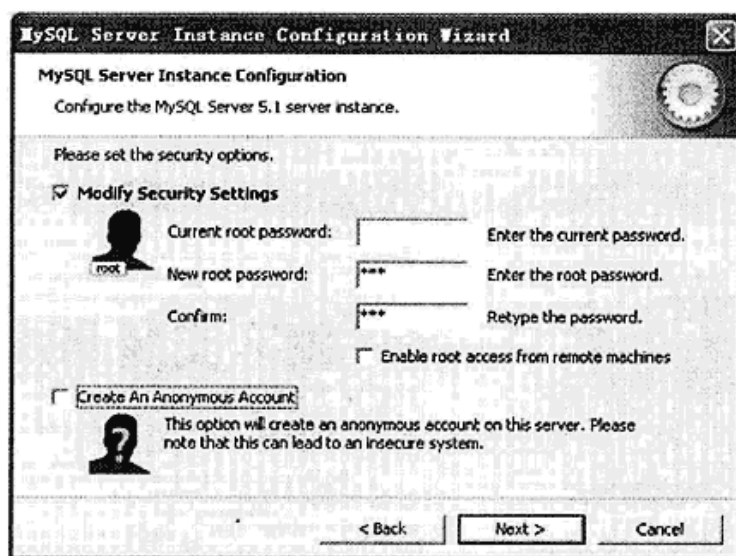 MySQL Server Instance Configuration Wizard
MySQL Server Instance Configuration
Configure the MySQL Server 5.1 server instance.
Please set the security options.
Modify Security Settings
root
Current root password: Enter the current password.
New root password: *** Enter the root password.
Confirm: *** Retype the password.
Enable root access from remote machines
Create An Anonymous Account
?
This option will create an anonymous account on this server. Please
note that this can lead to an insecure system.
< Back Next > Cancel